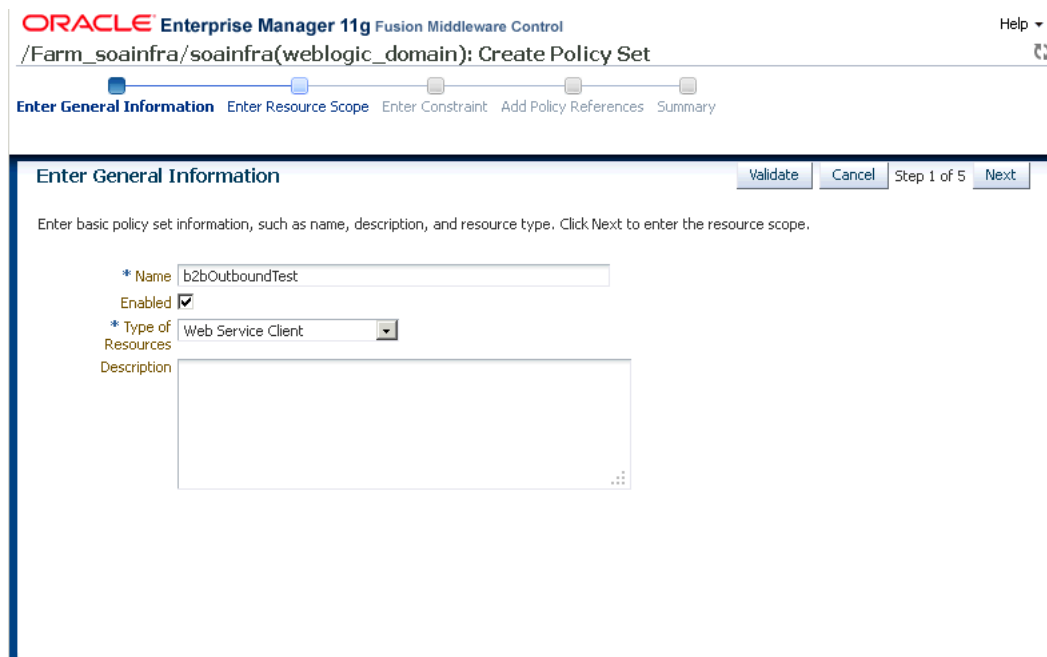 ORACLE Enterprise Manager 11g Fusion Middleware Control
Help
/Farm_soainfra/soainfra(weblogic_domain): Create Policy Set
Enter General Information Enter Resource Scope Enter Constraint Add Policy References Summary
Enter General Information
Validate Cancel Step 1 of 5 Next
Enter basic policy set information, such as name, description, and resource type. Click Next to enter the resource scope.
* Name b2bOutboundTest
Enabled
* Type of Resources Web Service Client
Description